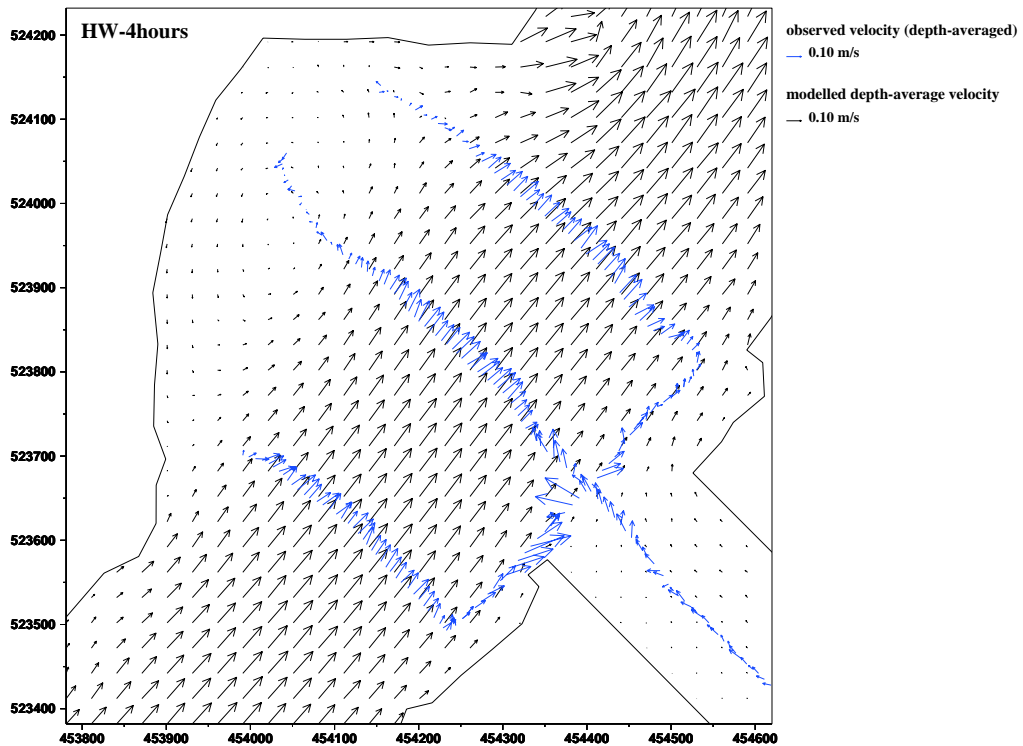 HW-4hours
observed velocity (depth-averaged)
0.10 m/s
modelled depth-average velocity
0.10 m/s
524200
524100
524000
523900
523800
523700
523600
523500
523400
453800 453900 454000 454100 454200 454300 454400 454500 454600